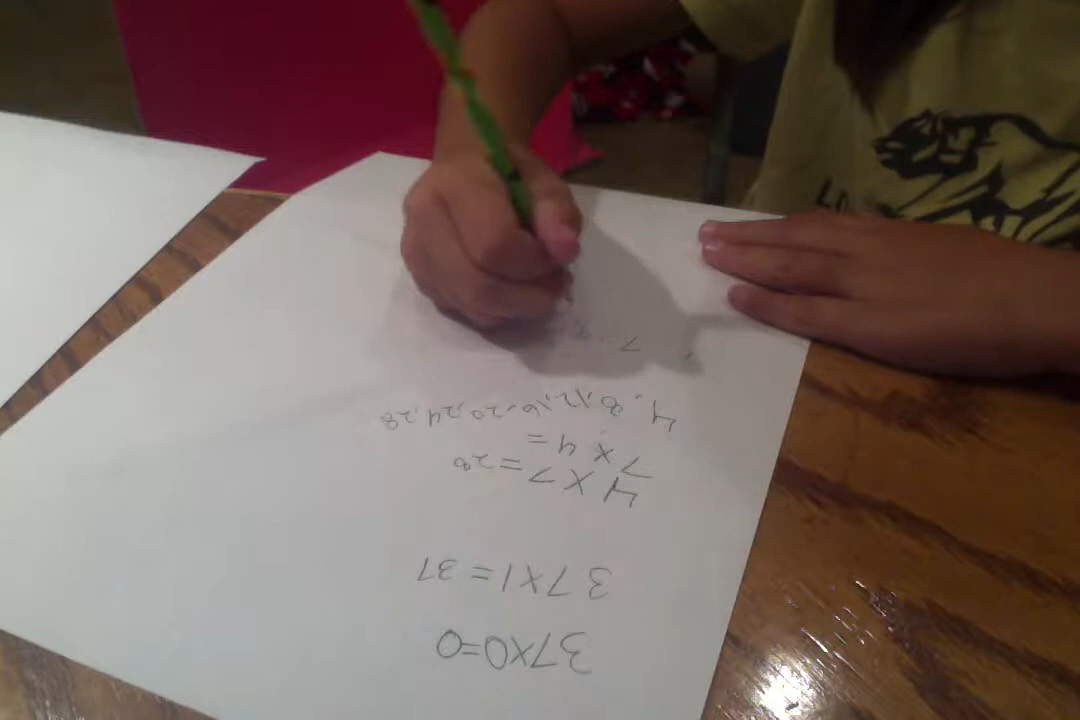 37x0=0
37x1=37
4x7=28
7x4=
4,8,12,16,20,24,28